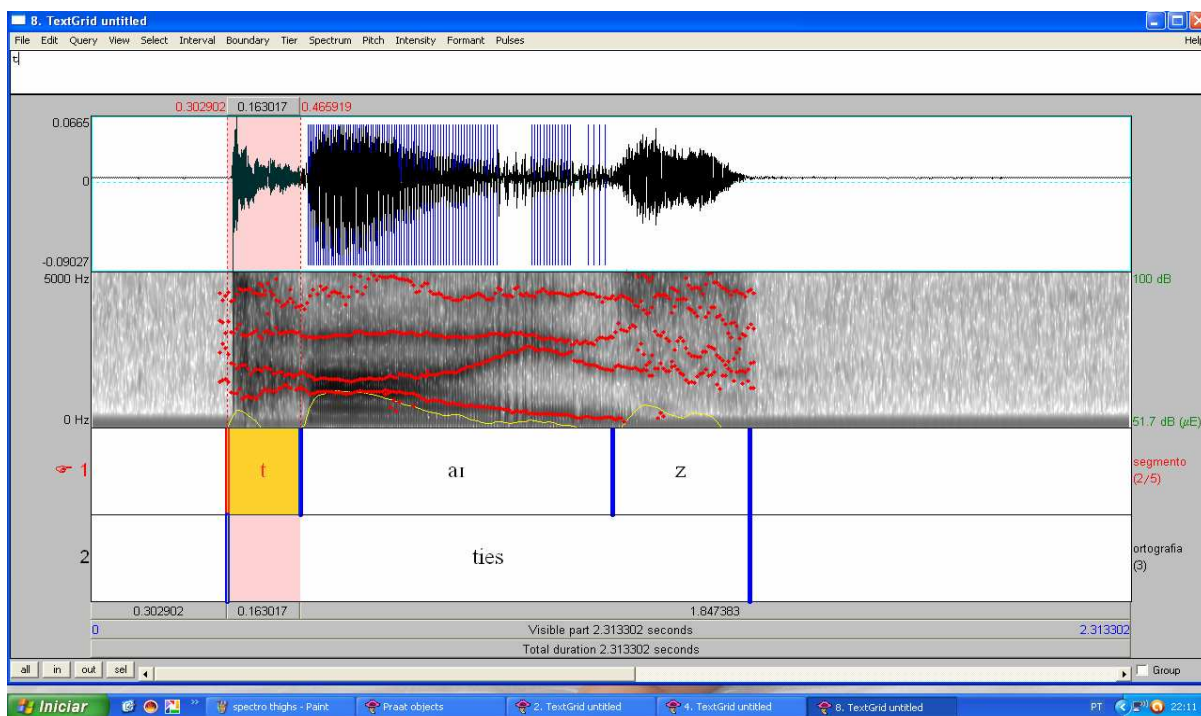 8. TextGrid untitled
File Edit Query View Select Interval Boundary Tier Spectrum Pitch Intensity Formant Pulses Help
t
0.302902 0.163017 0.465919
0.0665
0
-0.09027
5000 Hz 100 dB
0 Hz 51.7 dB (µE)
1 t aɪ z segmento (2/5)
2 ties ortografia (3)
0.302902 0.163017 1.847383
0 Visible part 2.313302 seconds 2.313302
Total duration 2.313302 seconds
all in out sel Group
Iniciar » spectro thighs - Paint Praat objects 2. TextGrid untitled 4. TextGrid untitled 8. TextGrid untitled PT 22:11